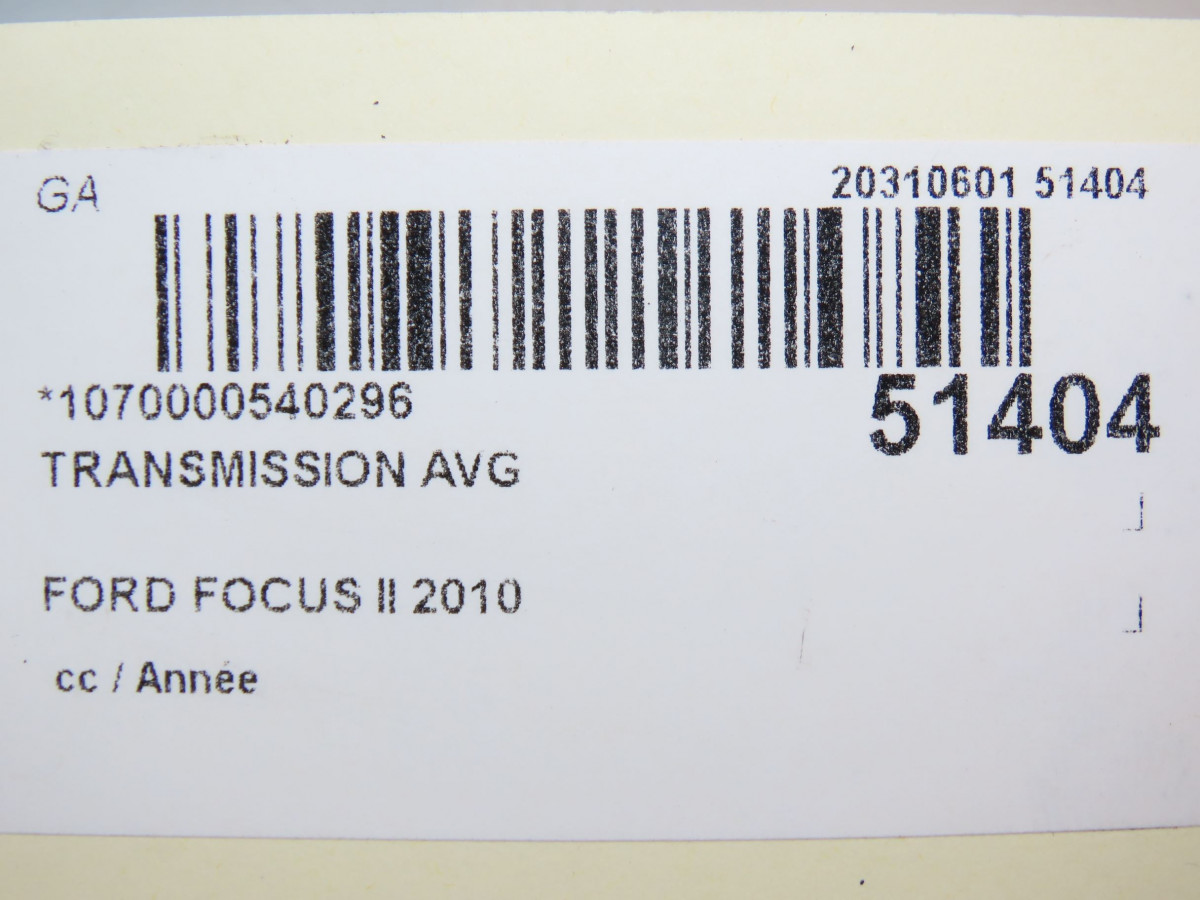 GA
20310601 51404
*1070000540296
51404
TRANSMISSION AVG
FORD FOCUS II 2010
cc / Année